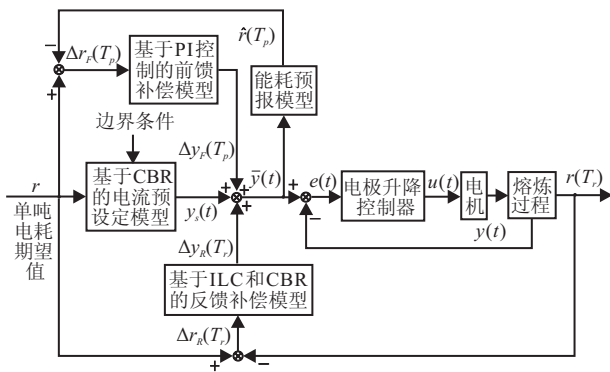 r̂(T_p)
Δr_F(T_p)
基于PI控
制的前馈
补偿模型
能耗预
报模型
边界条件
Δy_F(T_p)
ȳ(t)
r
基于CBR
的电流预
设定模型
y_s(t)
e(t)
电极升降
控制器
u(t)
电
机
熔炼
过程
r(T_r)
单吨
电耗
期望
值
y(t)
Δy_R(T_r)
基于ILC和CBR
的反馈补偿模型
Δr_R(T_r)